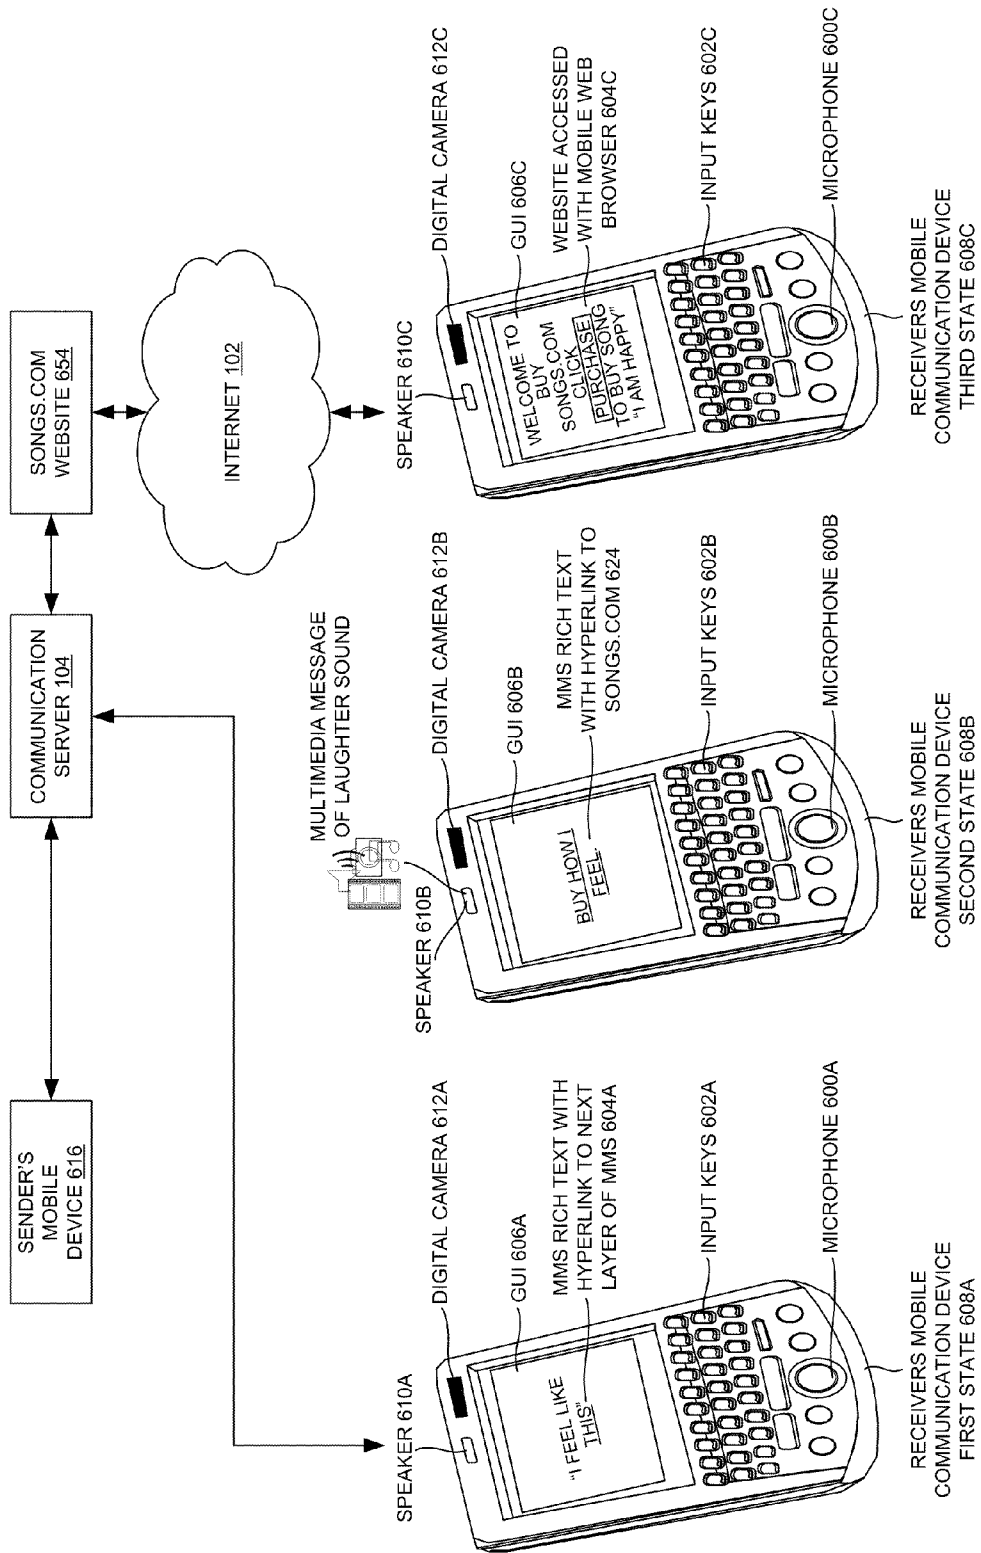 SENDER'S
MOBILE
DEVICE 616
COMMUNICATION
SERVER 104
SONGS.COM
WEBSITE 654
INTERNET 102
MULTIMEDIA MESSAGE
OF LAUGHTER SOUND
SPEAKER 610A
DIGITAL CAMERA 612A
GUI 606A
"I FEEL LIKE
THIS"
MMS RICH TEXT WITH
HYPERLINK TO NEXT
LAYER OF MMS 604A
INPUT KEYS 602A
MICROPHONE 600A
RECEIVERS MOBILE
COMMUNICATION DEVICE
FIRST STATE 608A
SPEAKER 610B
DIGITAL CAMERA 612B
GUI 606B
BUY HOW I
FEEL.
MMS RICH TEXT
WITH HYPERLINK TO
SONGS.COM 624
INPUT KEYS 602B
MICROPHONE 600B
RECEIVERS MOBILE
COMMUNICATION DEVICE
SECOND STATE 608B
SPEAKER 610C
DIGITAL CAMERA 612C
GUI 606C
WELCOME TO
BUY
SONGS.COM
CLICK
PURCHASE
TO BUY SONG
"I AM HAPPY"
WEBSITE ACCESSED
WITH MOBILE WEB
BROWSER 604C
INPUT KEYS 602C
MICROPHONE 600C
RECEIVERS MOBILE
COMMUNICATION DEVICE
THIRD STATE 608C